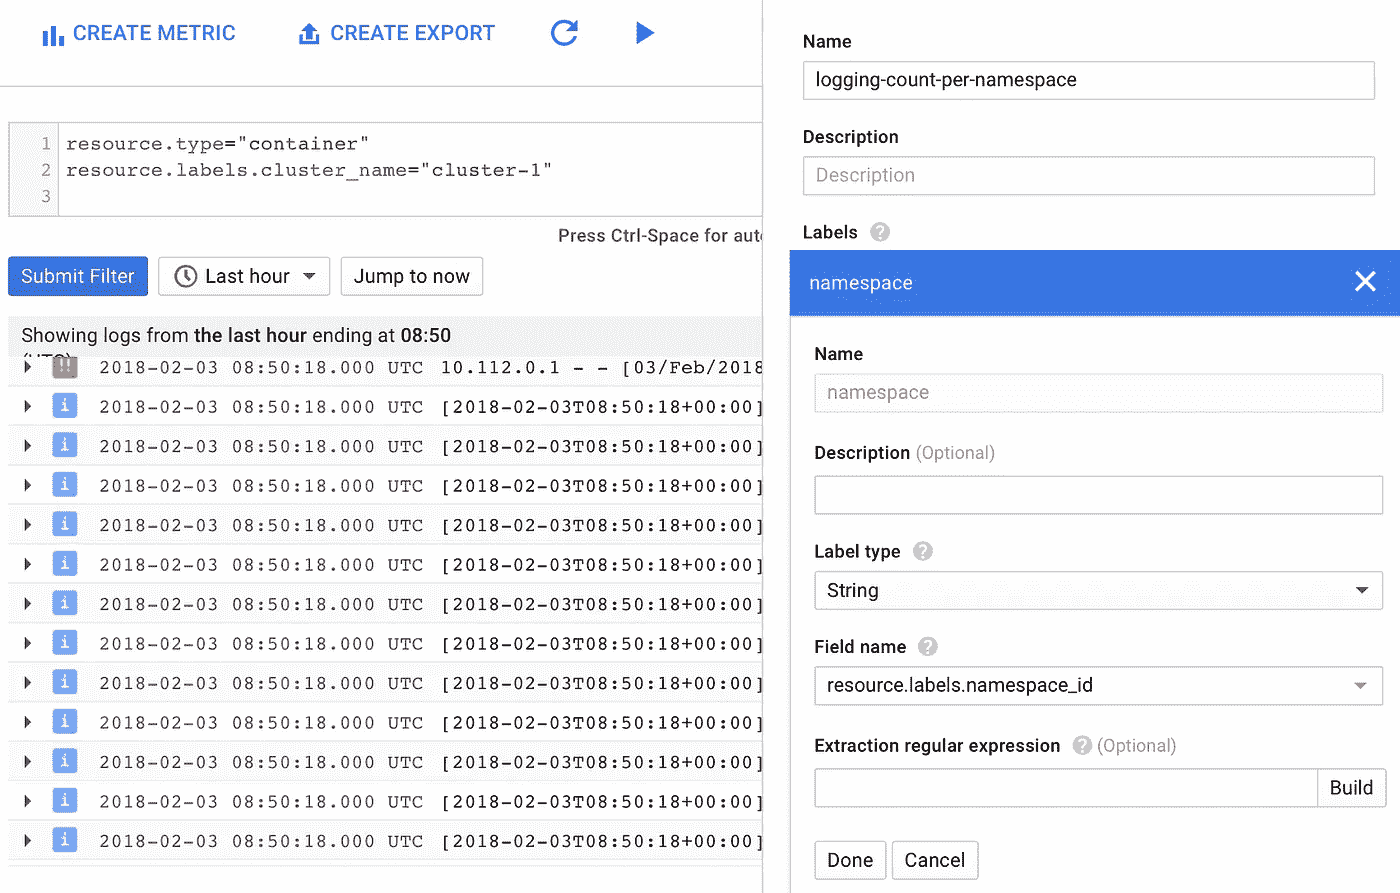 CREATE METRIC
CREATE EXPORT
1 resource.type="container"
2 resource.labels.cluster_name="cluster-1"
3
Press Ctrl-Space for auto
Submit Filter
Last hour
Jump to now
Showing logs from the last hour ending at 08:50
(UTC)
!! 2018-02-03 08:50:18.000 UTC 10.112.0.1 - - [03/Feb/2018
i 2018-02-03 08:50:18.000 UTC [2018-02-03T08:50:18+00:00]
i 2018-02-03 08:50:18.000 UTC [2018-02-03T08:50:18+00:00]
i 2018-02-03 08:50:18.000 UTC [2018-02-03T08:50:18+00:00]
i 2018-02-03 08:50:18.000 UTC [2018-02-03T08:50:18+00:00]
i 2018-02-03 08:50:18.000 UTC [2018-02-03T08:50:18+00:00]
i 2018-02-03 08:50:18.000 UTC [2018-02-03T08:50:18+00:00]
i 2018-02-03 08:50:18.000 UTC [2018-02-03T08:50:18+00:00]
i 2018-02-03 08:50:18.000 UTC [2018-02-03T08:50:18+00:00]
i 2018-02-03 08:50:18.000 UTC [2018-02-03T08:50:18+00:00]
i 2018-02-03 08:50:18.000 UTC [2018-02-03T08:50:18+00:00]
i 2018-02-03 08:50:18.000 UTC [2018-02-03T08:50:18+00:00]
i 2018-02-03 08:50:18.000 UTC [2018-02-03T08:50:18+00:00]
Name
logging-count-per-namespace
Description
Description
Labels ?
namespace
Name
namespace
Description (Optional)
Label type ?
String
Field name ?
resource.labels.namespace_id
Extraction regular expression ? (Optional)
Build
Done
Cancel